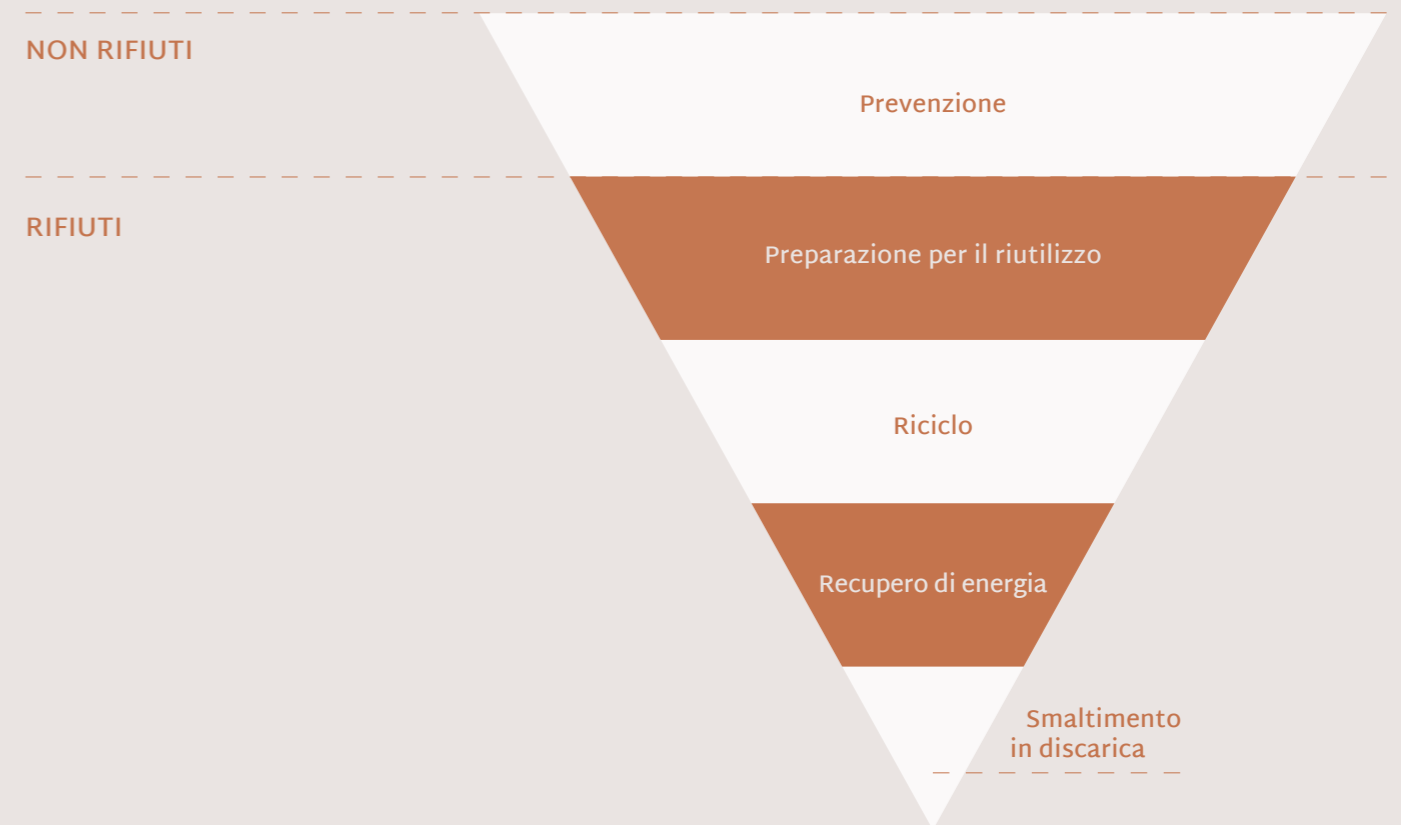 NON RIFIUTI
Prevenzione
RIFIUTI
Preparazione per il riutilizzo
Riciclo
Recupero di energia
Smaltimento
in discarica